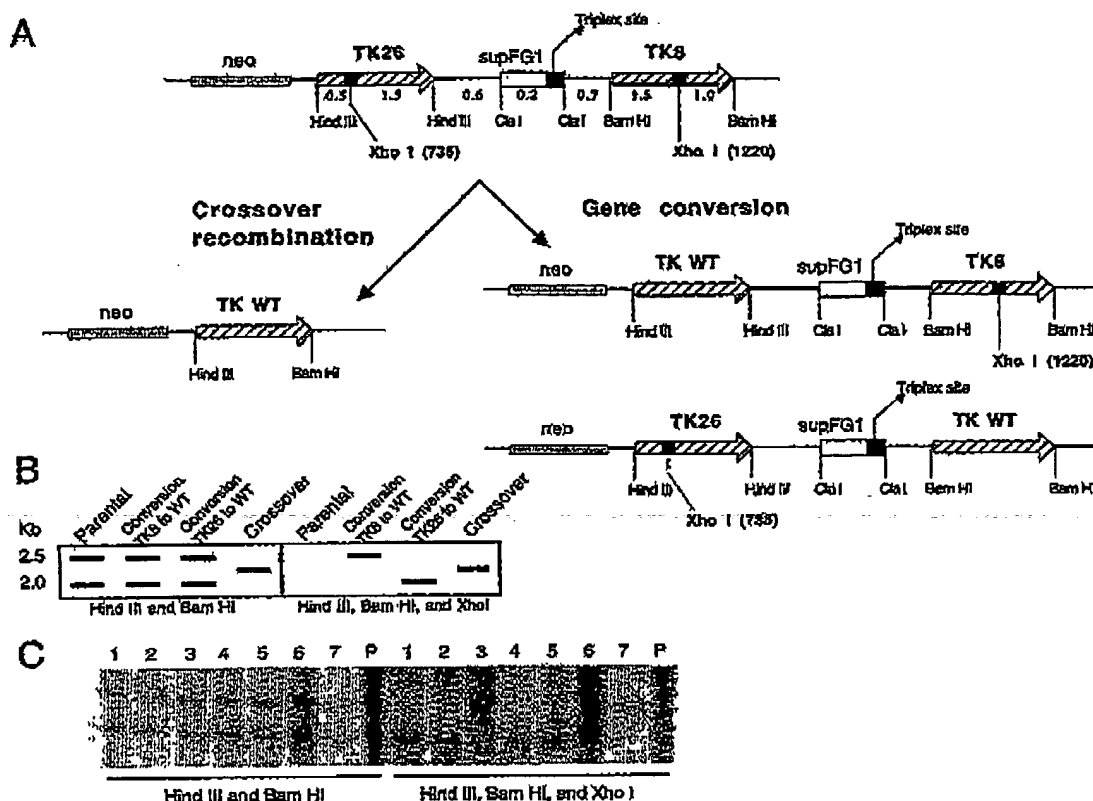 A
Triplex site
neo TK26 supFG1 TK8
0.5 1.5 0.6 0.2 0.7 1.5 1.0
Hind III Hind III Cla I Cla I Bam HI Bam HI
Xho I (735) Xho I (1220)
Crossover
recombination
Gene conversion
Triplex site
neo TK WT supFG1 TK8
Hind III Hind III Cla I Cla I Bam HI Bam HI
Xho I (1220)
neo TK WT
Hind III Bam HI
Triplex site
neo TK26 supFG1 TK WT
Hind III Hind III Cla I Cla I Bam HI Bam HI
Xho I (735)
B
Kb
Parental
Conversion
TK8 to WT
Conversion
TK26 to WT
Crossover
Parental
Conversion
TK8 to WT
Conversion
TK26 to WT
Crossover
2.5
2.0
Hind III and Bam HI Hind III, Bam HI, and XhoI
C
1 2 3 4 5 6 7 P 1 2 3 4 5 6 7 P
Hind III and Bam HI Hind III, Bam HI, and Xho I